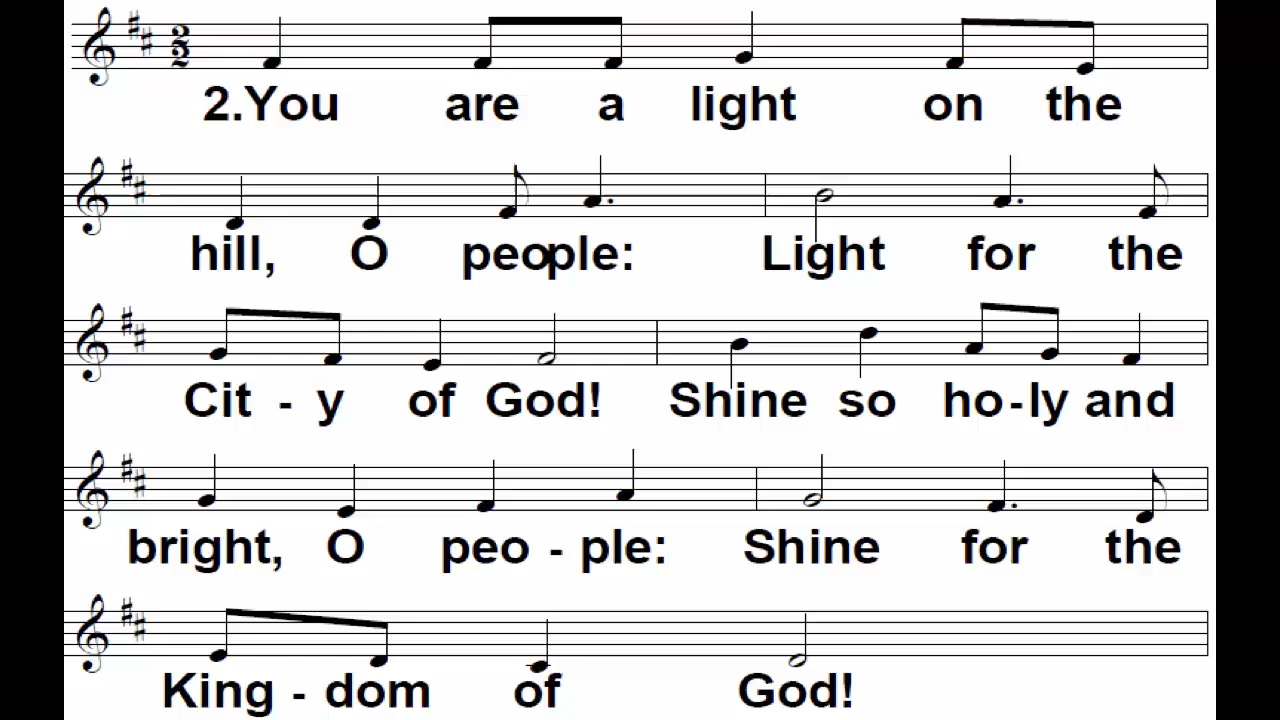 2.You are a light on the
hill, O people: Light for the
Cit - y of God! Shine so ho-ly and
bright, O peo - ple: Shine for the
King - dom of God!